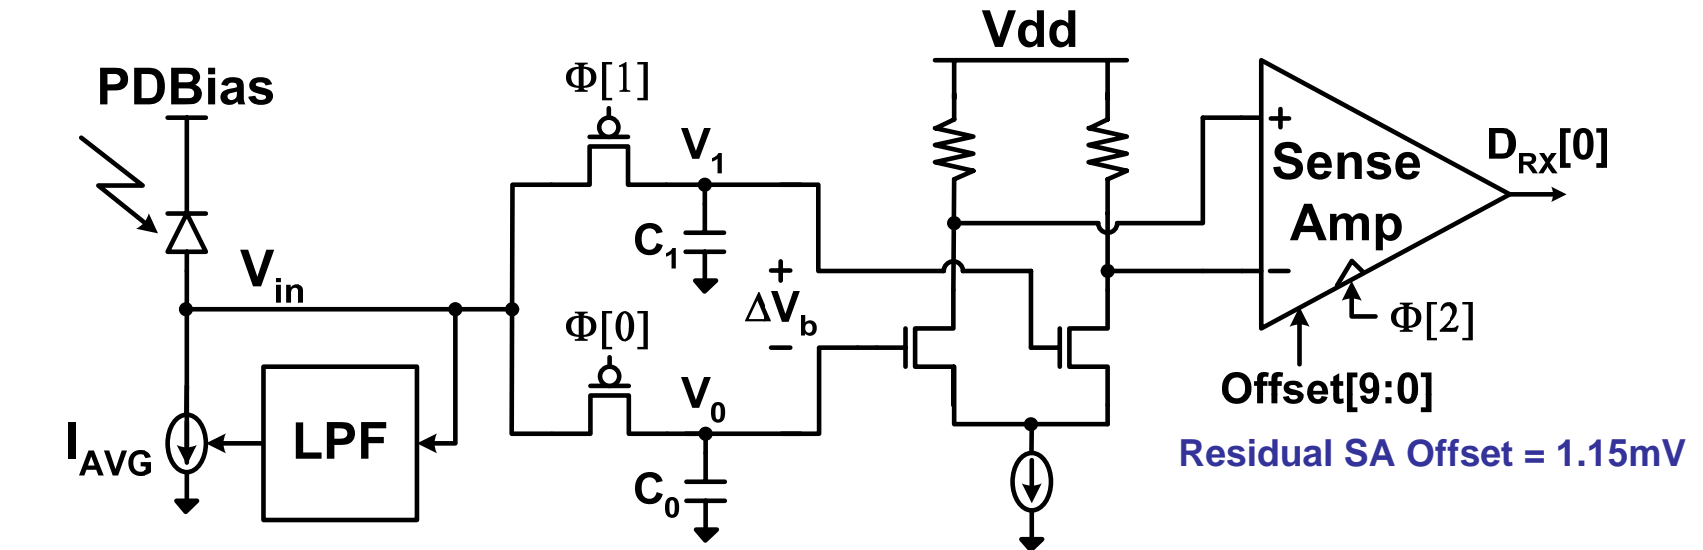 Vdd
PDBias
Φ[1]
V1
C1
Vin
+
ΔVb
−
Φ[0]
V0
C0
LPF
IAVG
+
Sense
Amp
−
DRX[0]
Φ[2]
Offset[9:0]
Residual SA Offset = 1.15mV